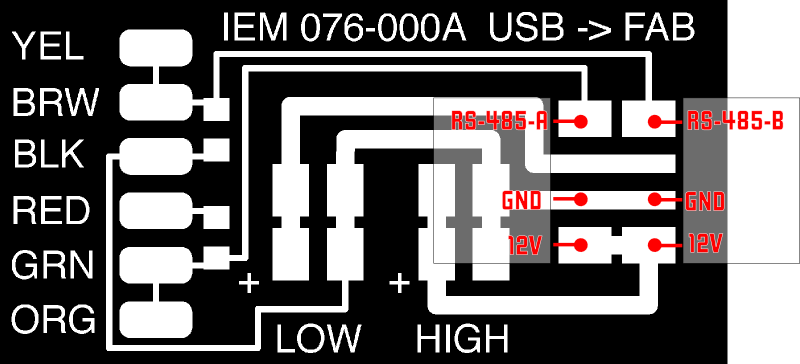 IEM 076-000A USB -> FAB
YEL
BRW
RS-485-A
RS-485-B
BLK
RED
GND
GND
GRN
12V
12V
+
+
ORG
LOW
HIGH